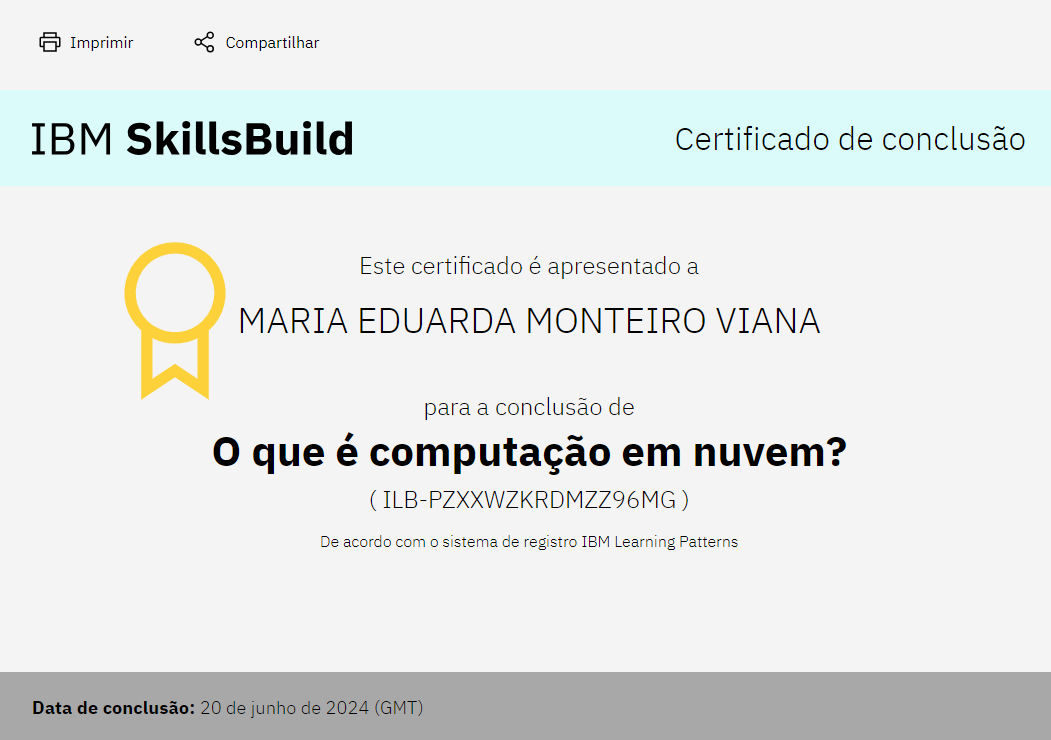 Imprimir
Compartilhar
IBM SkillsBuild
Certificado de conclusão
Este certificado é apresentado a
MARIA EDUARDA MONTEIRO VIANA
para a conclusão de
O que é computação em nuvem?
( ILB-PZXXWZKRDMZZ96MG )
De acordo com o sistema de registro IBM Learning Patterns
Data de conclusão: 20 de junho de 2024 (GMT)